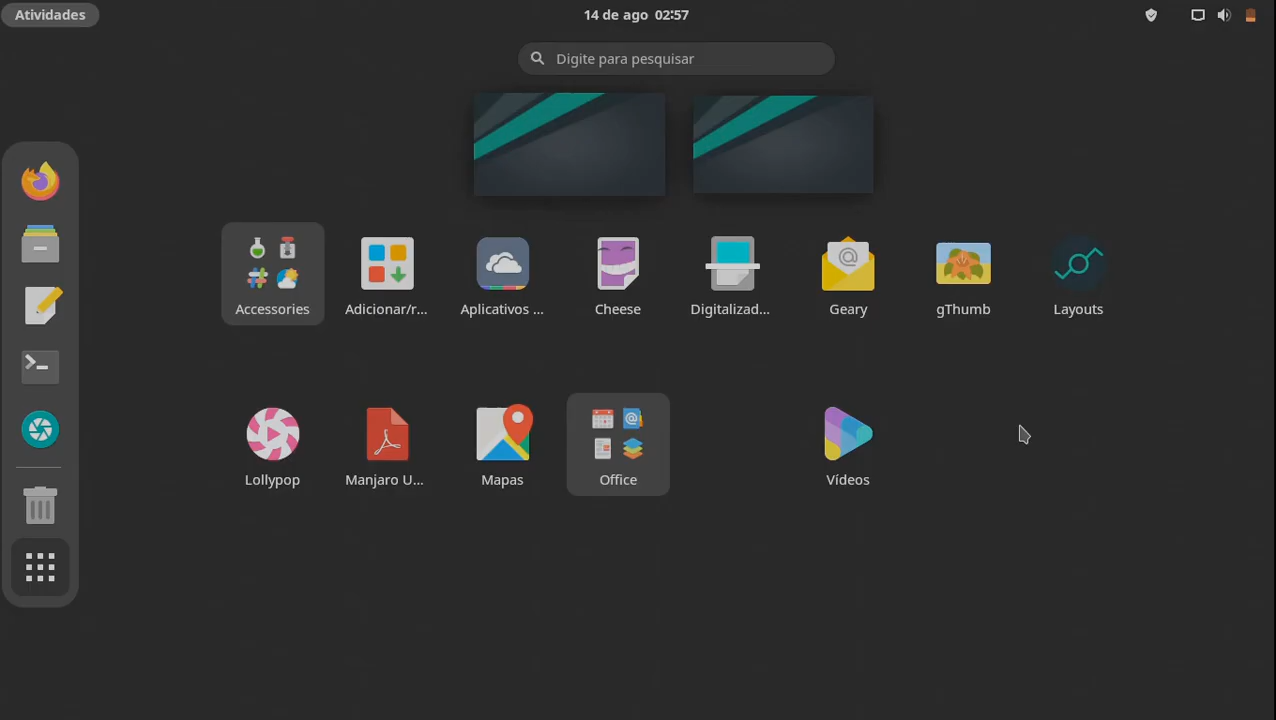 Atividades
14 de ago 02:57
Digite para pesquisar
Accessories
Adicionar/r...
Aplicativos ...
Cheese
Digitalizad...
Geary
gThumb
Layouts
Lollypop
Manjaro U...
Mapas
Office
Vídeos